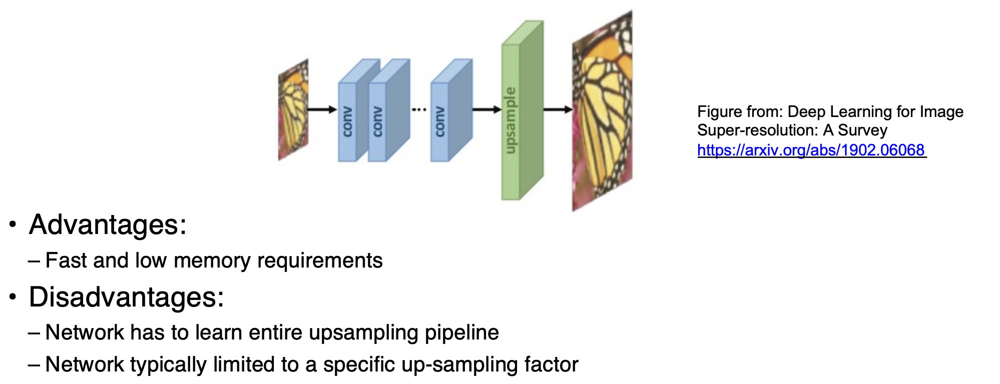 conv
conv
conv
upsample
Figure from: Deep Learning for Image
Super-resolution: A Survey
https://arxiv.org/abs/1902.06068
• Advantages:
– Fast and low memory requirements
• Disadvantages:
– Network has to learn entire upsampling pipeline
– Network typically limited to a specific up-sampling factor